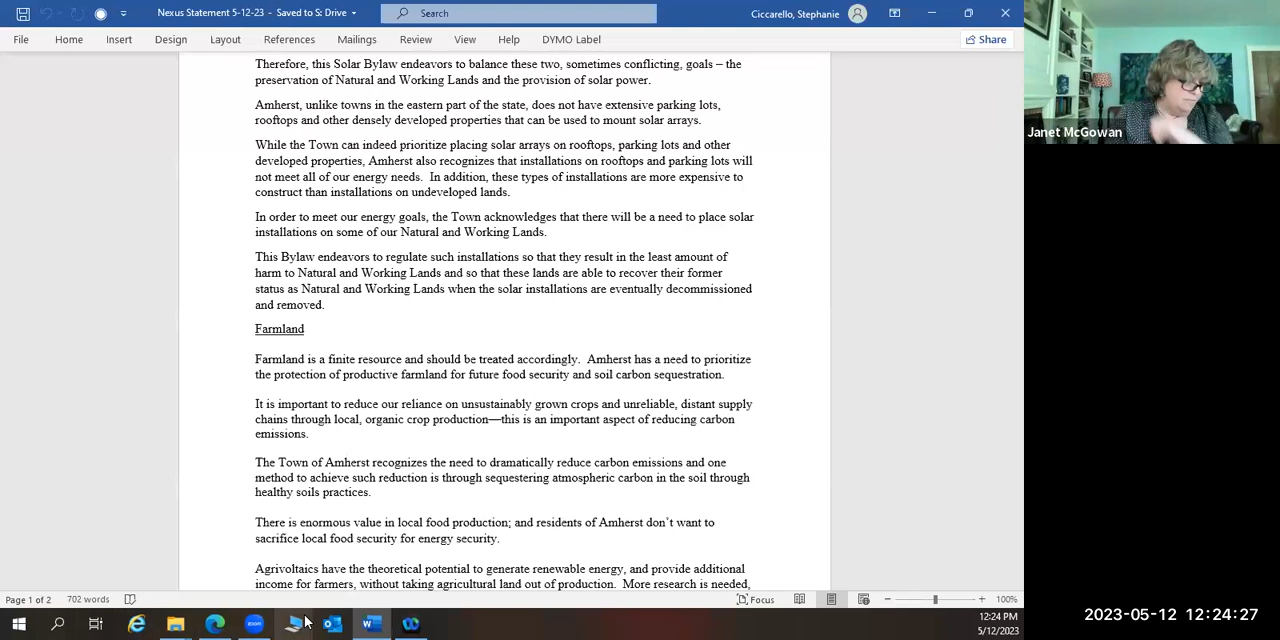 Nexus Statement 5-12-23 - Saved to S: Drive
Search
Ciccarello, Stephanie
File Home Insert Design Layout References Mailings Review View Help DYMO Label
Share
Therefore, this Solar Bylaw endeavors to balance these two, sometimes conflicting, goals – the
preservation of Natural and Working Lands and the provision of solar power.
Amherst, unlike towns in the eastern part of the state, does not have extensive parking lots,
rooftops and other densely developed properties that can be used to mount solar arrays.
While the Town can indeed prioritize placing solar arrays on rooftops, parking lots and other
developed properties, Amherst also recognizes that installations on rooftops and parking lots will
not meet all of our energy needs. In addition, these types of installations are more expensive to
construct than installations on undeveloped lands.
In order to meet our energy goals, the Town acknowledges that there will be a need to place solar
installations on some of our Natural and Working Lands.
This Bylaw endeavors to regulate such installations so that they result in the least amount of
harm to Natural and Working Lands and so that these lands are able to recover their former
status as Natural and Working Lands when the solar installations are eventually decommissioned
and removed.
Farmland
Farmland is a finite resource and should be treated accordingly. Amherst has a need to prioritize
the protection of productive farmland for future food security and soil carbon sequestration.
It is important to reduce our reliance on unsustainably grown crops and unreliable, distant supply
chains through local, organic crop production—this is an important aspect of reducing carbon
emissions.
The Town of Amherst recognizes the need to dramatically reduce carbon emissions and one
method to achieve such reduction is through sequestering atmospheric carbon in the soil through
healthy soils practices.
There is enormous value in local food production; and residents of Amherst don't want to
sacrifice local food security for energy security.
Agrivoltaics have the theoretical potential to generate renewable energy, and provide additional
income for farmers, without taking agricultural land out of production. More research is needed,
Page 1 of 2 702 words
Focus
100%
zoom
12:24 PM
5/12/2023
Janet McGowan
2023-05-12 12:24:27